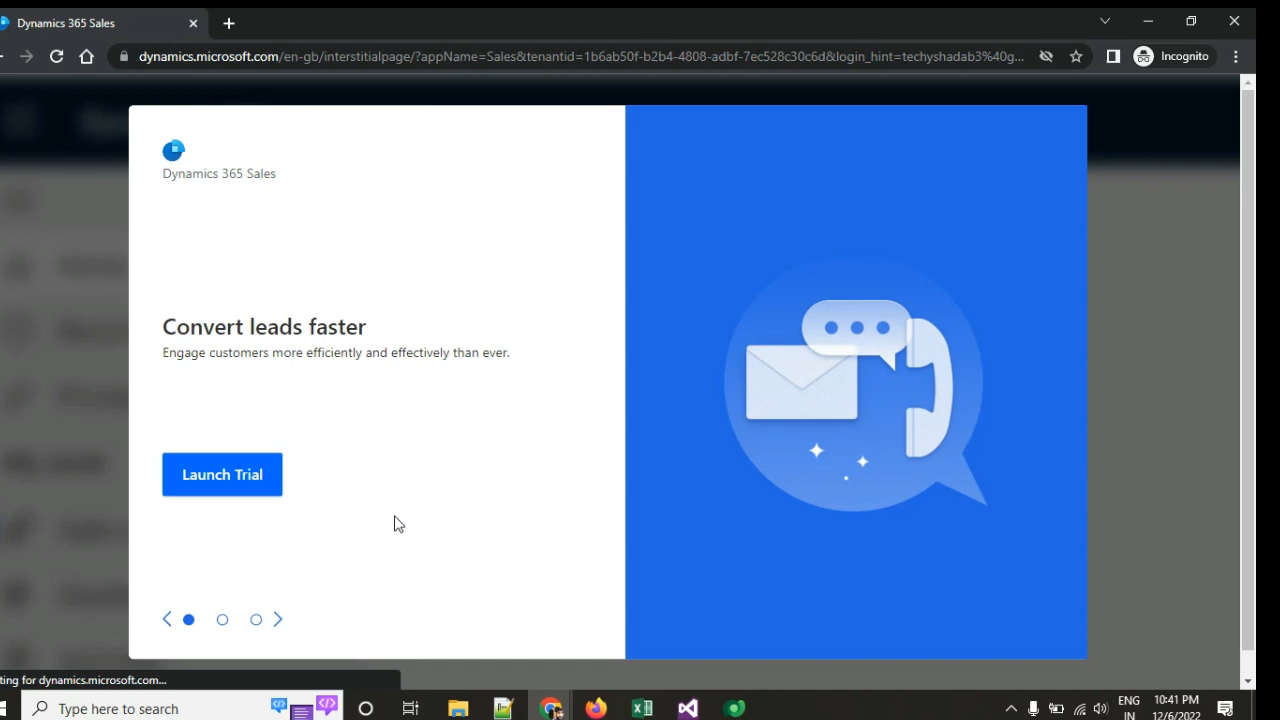 Dynamics 365 Sales
dynamics.microsoft.com/en-gb/interstitialpage/?appName=Sales&tenantid=1b6ab50f-b2b4-4808-adbf-7ec528c30c6d&login_hint=techyshadab3%40g...
Incognito
Dynamics 365 Sales
Convert leads faster
Engage customers more efficiently and effectively than ever.
Launch Trial
ting for dynamics.microsoft.com...
Type here to search
ENG
IN
10:41 PM
12/6/2022